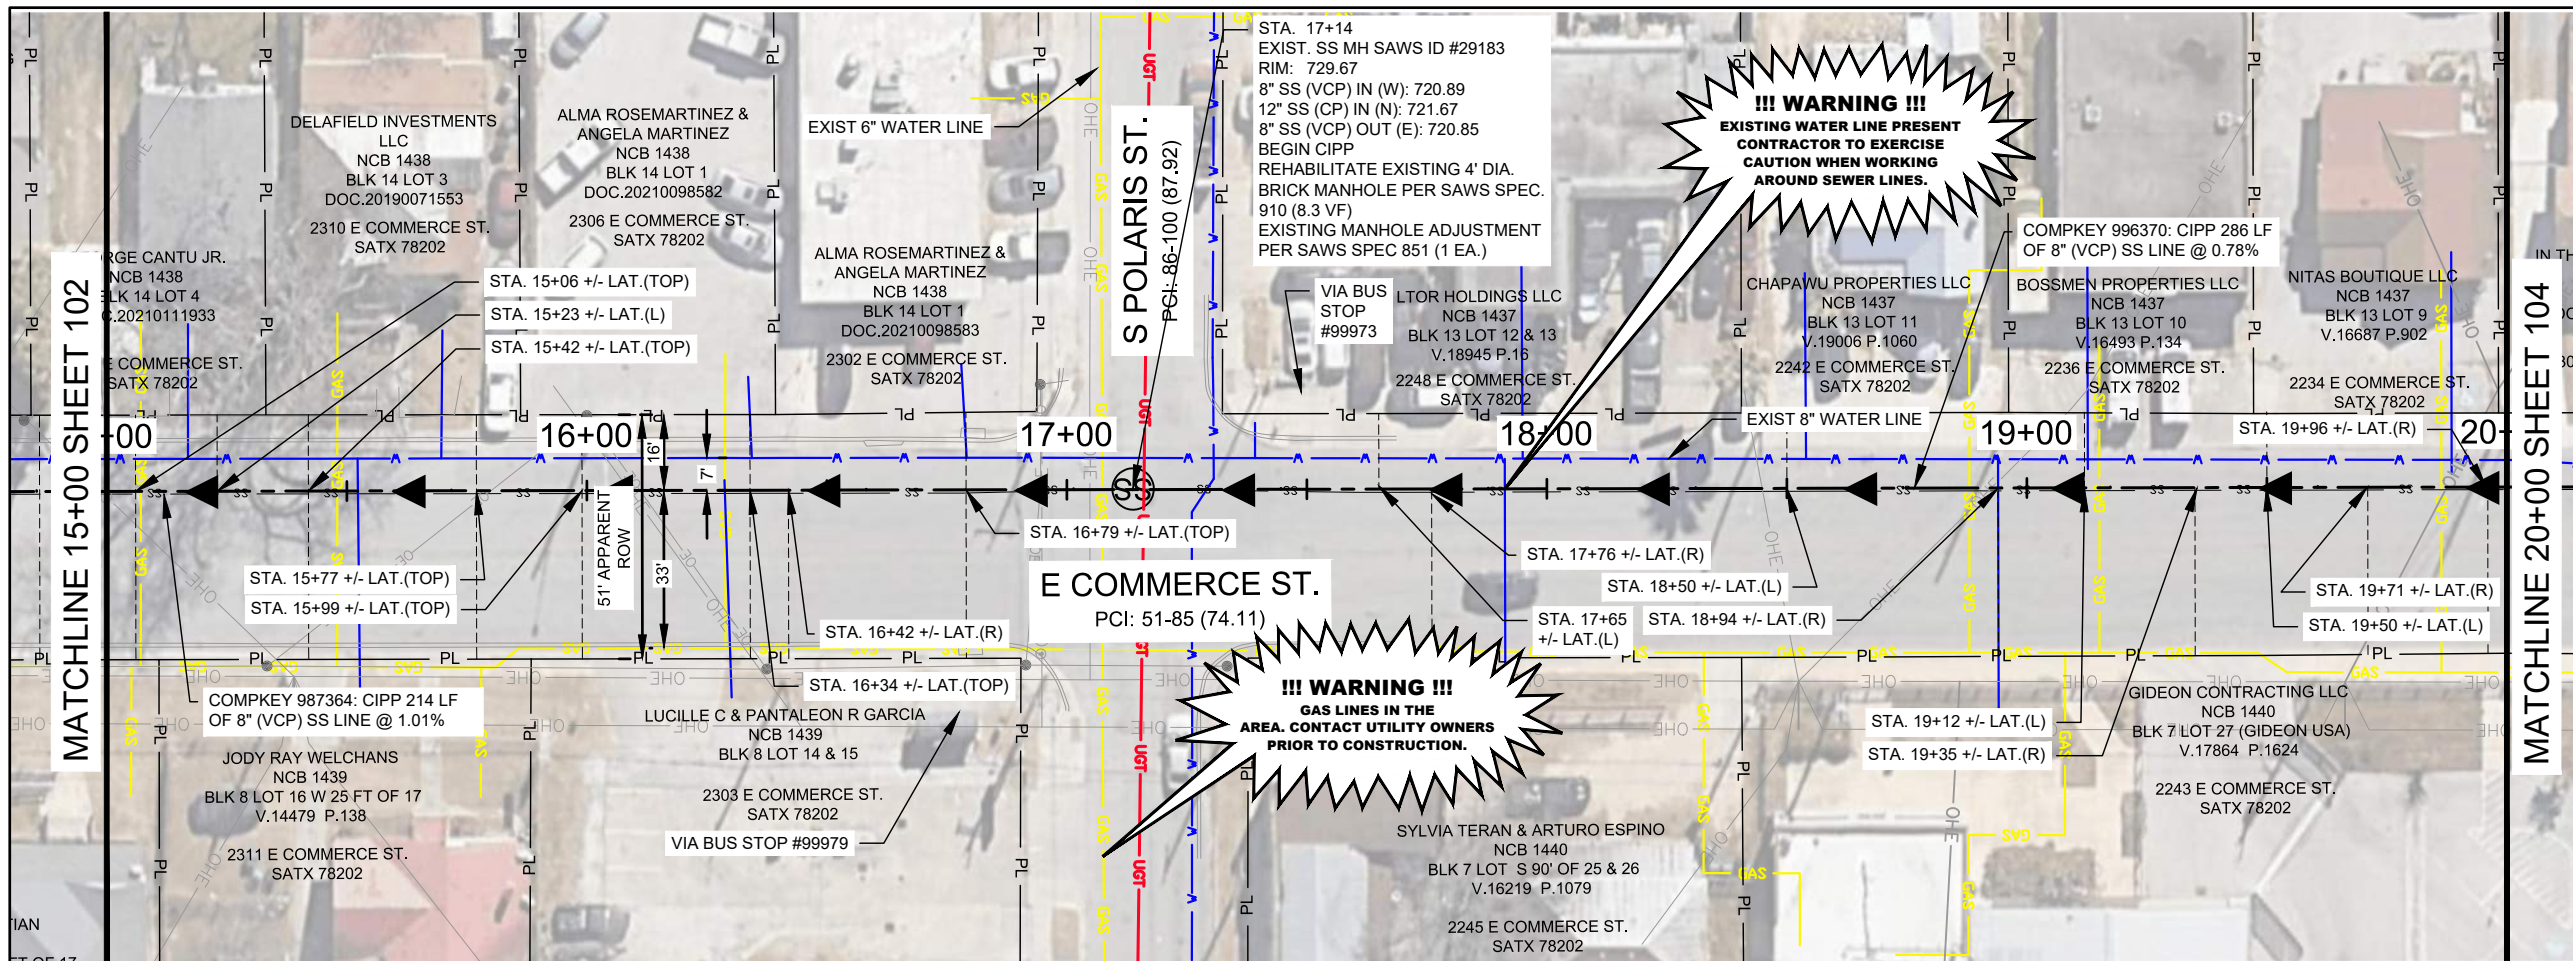 MATCHLINE 15+00 SHEET 102
RGE CANTU JR.
NCB 1438
LK 14 LOT 4
C.20210111933
E COMMERCE ST.
SATX 78202
DELAFIELD INVESTMENTS
LLC
NCB 1438
BLK 14 LOT 3
DOC.20190071553
2310 E COMMERCE ST.
SATX 78202
ALMA ROSEMARTINEZ &
ANGELA MARTINEZ
NCB 1438
BLK 14 LOT 1
DOC.20210098582
2306 E COMMERCE ST.
SATX 78202
ALMA ROSEMARTINEZ &
ANGELA MARTINEZ
NCB 1438
BLK 14 LOT 1
DOC.20210098583
2302 E COMMERCE ST.
SATX 78202
EXIST 6" WATER LINE
S POLARIS ST.
PCI: 86-100 (87.92)
STA. 17+14
EXIST. SS MH SAWS ID #29183
RIM: 729.67
8" SS (VCP) IN (W): 720.89
12" SS (CP) IN (N): 721.67
8" SS (VCP) OUT (E): 720.85
BEGIN CIPP
REHABILITATE EXISTING 4' DIA.
BRICK MANHOLE PER SAWS SPEC.
910 (8.3 VF)
EXISTING MANHOLE ADJUSTMENT
PER SAWS SPEC 851 (1 EA.)
VIA BUS
STOP
#99973
LTOR HOLDINGS LLC
NCB 1437
BLK 13 LOT 12 & 13
V.18945 P.16
2248 E COMMERCE ST.
SATX 78202
!!! WARNING !!!
EXISTING WATER LINE PRESENT
CONTRACTOR TO EXERCISE
CAUTION WHEN WORKING
AROUND SEWER LINES.
CHAPAWU PROPERTIES LLC
NCB 1437
BLK 13 LOT 11
V.19006 P.1060
2242 E COMMERCE ST.
SATX 78202
COMPKEY 996370: CIPP 286 LF
OF 8" (VCP) SS LINE @ 0.78%
BOSSMEN PROPERTIES LLC
NCB 1437
BLK 13 LOT 10
V.16493 P.134
2236 E COMMERCE ST.
SATX 78202
NITAS BOUTIQUE LLC
NCB 1437
BLK 13 LOT 9
V.16687 P.902
2234 E COMMERCE ST.
SATX 78202
IN TH
MATCHLINE 20+00 SHEET 104
STA. 15+06 +/- LAT.(TOP)
STA. 15+23 +/- LAT.(L)
STA. 15+42 +/- LAT.(TOP)
EXIST 8" WATER LINE
STA. 19+96 +/- LAT.(R)
+00
16+00
17+00
18+00
19+00
20+
16'
7'
33'
51' APPARENT
ROW
SS
STA. 16+79 +/- LAT.(TOP)
STA. 15+77 +/- LAT.(TOP)
STA. 15+99 +/- LAT.(TOP)
E COMMERCE ST.
PCI: 51-85 (74.11)
STA. 17+76 +/- LAT.(R)
STA. 18+50 +/- LAT.(L)
STA. 17+65
+/- LAT.(L)
STA. 18+94 +/- LAT.(R)
STA. 19+71 +/- LAT.(R)
STA. 19+50 +/- LAT.(L)
STA. 16+42 +/- LAT.(R)
STA. 16+34 +/- LAT.(TOP)
COMPKEY 987364: CIPP 214 LF
OF 8" (VCP) SS LINE @ 1.01%
!!! WARNING !!!
GAS LINES IN THE
AREA. CONTACT UTILITY OWNERS
PRIOR TO CONSTRUCTION.
STA. 19+12 +/- LAT.(L)
STA. 19+35 +/- LAT.(R)
JODY RAY WELCHANS
NCB 1439
BLK 8 LOT 16 W 25 FT OF 17
V.14479 P.138
2311 E COMMERCE ST.
SATX 78202
LUCILLE C & PANTALEON R GARCIA
NCB 1439
BLK 8 LOT 14 & 15
2303 E COMMERCE ST.
SATX 78202
VIA BUS STOP #99979
SYLVIA TERAN & ARTURO ESPINO
NCB 1440
BLK 7 LOT S 90' OF 25 & 26
V.16219 P.1079
2245 E COMMERCE ST.
SATX 78202
GIDEON CONTRACTING LLC
NCB 1440
BLK 7 LOT 27 (GIDEON USA)
V.17864 P.1624
2243 E COMMERCE ST.
SATX 78202
TIAN
PL
GAS
OHE
UGT
W